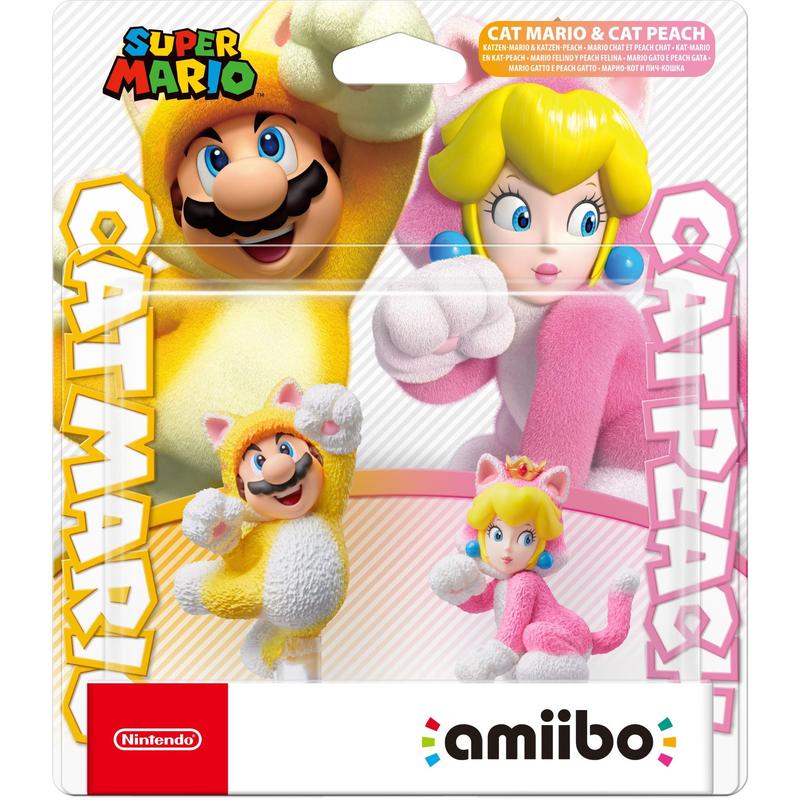 SUPER
MARIO™
CAT MARIO & CAT PEACH
KATZEN-MARIO & KATZEN-PEACH • MARIO CHAT ET PEACH CHAT • KAT-MARIO
EN KAT-PEACH • MARIO FELINO Y PEACH FELINA • MARIO GATO E PEACH GATA •
MARIO GATTO E PEACH GATTO • МАРИО-КОТ И ПИЧ-КОШКА
CAT MARIO
CAT PEACH
Nintendo®
amiibo